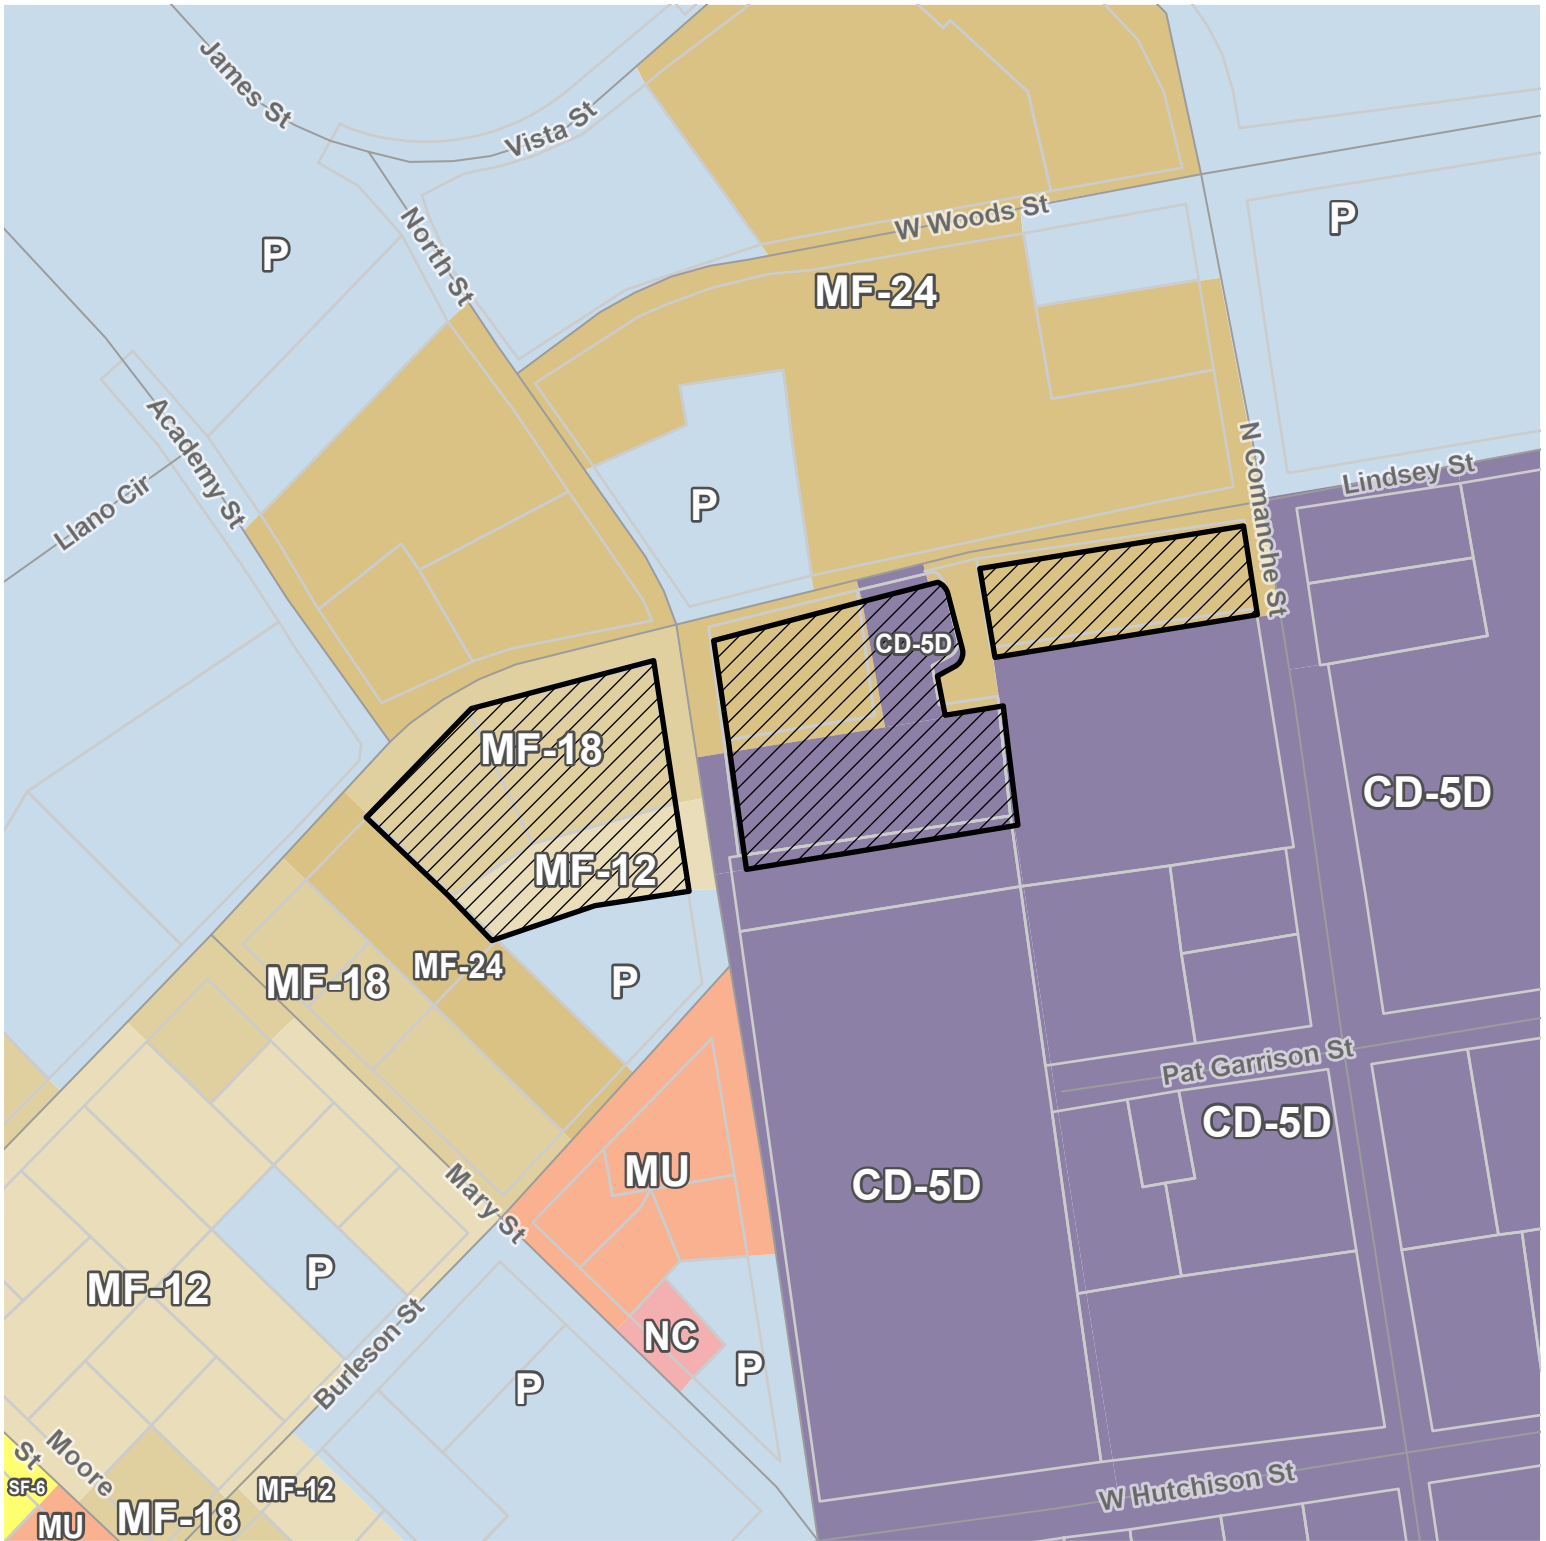 James St
Vista St
P
North St
W Woods St
P
MF-24
Academy St
Llano Cir
P
N Comanche St
Lindsey St
CD-5D
MF-18
CD-5D
MF-12
MF-24
MF-18
P
Pat Garrison St
CD-5D
MU
CD-5D
Mary St
P
MF-12
Burleson St
NC
P
P
Moore
St
SF-6
MF-12
W Hutchison St
MF-18
MU